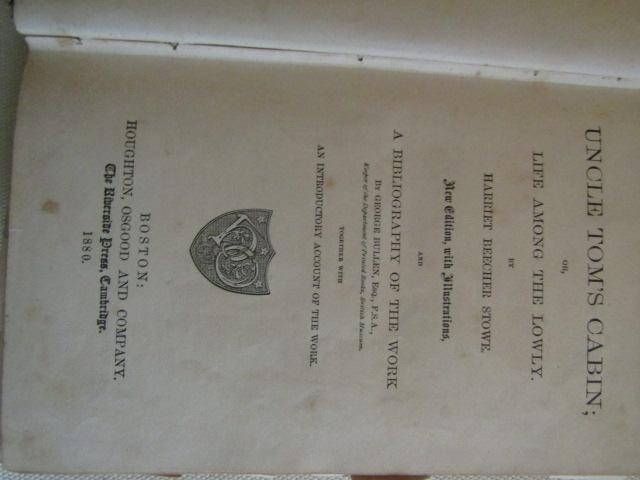 UNCLE TOM'S CABIN;
OR,
LIFE AMONG THE LOWLY.
BY
HARRIET BEECHER STOWE.
New Edition, with Illustrations,
AND
A BIBLIOGRAPHY OF THE WORK
BY GEORGE BULLEN, ESQ., F.S.A.,
Keeper of the Department of Printed Books, British Museum.
TOGETHER WITH
AN INTRODUCTORY ACCOUNT OF THE WORK.
BOSTON:
HOUGHTON, OSGOOD AND COMPANY.
The Riverside Press, Cambridge.
1880.